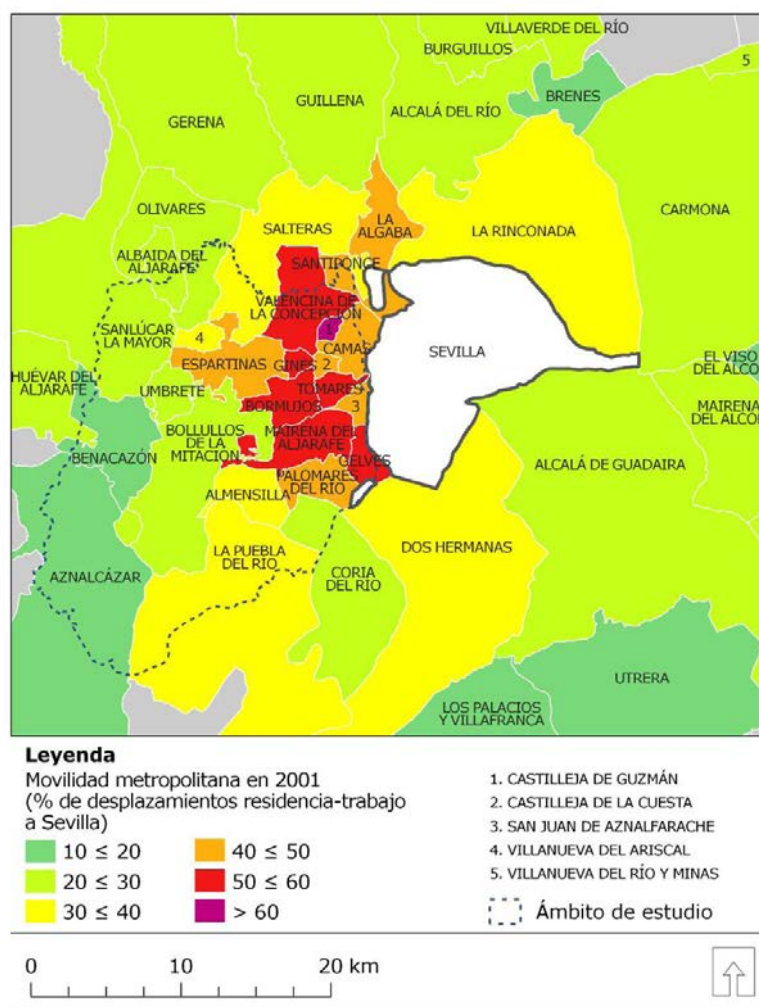 VILLAVERDE DEL RÍO
BURGUILLOS
5
GUILLENA
BRENES
ALCALÁ DEL RÍO
GERENA
OLIVARES
LA
ALGABA
CARMONA
SALTERAS
LA RINCONADA
ALBAIDA DEL
ALJARAFE
SANTIPONCE
VALENCINA DE
LA CONCEPCION
SANLÚCAR
LA MAYOR
4
1
CAMAS
SEVILLA
ESPARTINAS
GINES
2
EL VISO
DEL ALCO
HUÉVAR DEL
ALJARAFE
UMBRETE
TOMARES
BORMUJOS
3
MAIRENA
DEL ALCO
BOLLULLOS
DE LA
MITACION
MAIRENA DEL
ALJARAFE
BENACAZÓN
GELVES
ALCALÁ DE GUADAIRA
PALOMARES
DEL RÍO
ALMENSILLA
LA PUEBLA
DEL RIO
DOS HERMANAS
AZNALCÁZAR
CORIA
DEL RIO
UTRERA
LOS PALACIOS
Y VILLAFRANCA
Leyenda
Movilidad metropolitana en 2001
(% de desplazamientos residencia-trabajo
a Sevilla)
10 ≤ 20
20 ≤ 30
30 ≤ 40
40 ≤ 50
50 ≤ 60
> 60
1. CASTILLEJA DE GUZMÁN
2. CASTILLEJA DE LA CUESTA
3. SAN JUAN DE AZNALFARACHE
4. VILLANUEVA DEL ARISCAL
5. VILLANUEVA DEL RÍO Y MINAS
Ámbito de estudio
0 10 20 km